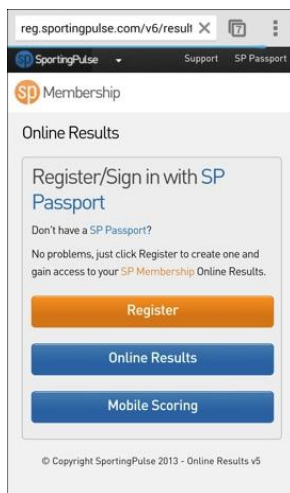 reg.sportingpulse.com/v6/result
7
sp SportingPulse Support SP Passport
sp Membership
Online Results
Register/Sign in with SP
Passport
Don't have a SP Passport?
No problems, just click Register to create one and
gain access to your SP Membership Online Results.
Register
Online Results
Mobile Scoring
© Copyright SportingPulse 2013 - Online Results v5